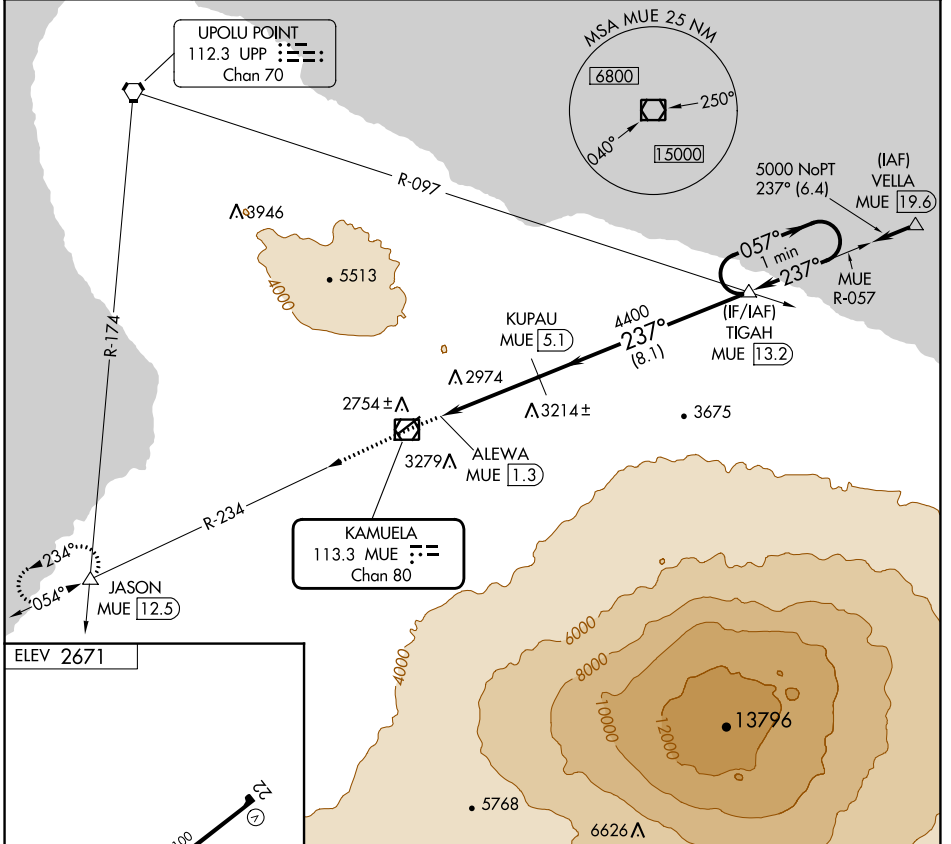 UPOLU POINT
112.3 UPP
Chan 70
MSA MUE 25 NM
6800
250°
040°
15000
5000 NoPT
237° (6.4)
(IAF)
VELLA
MUE 19.6
R-097
3946
5513
4000
057°
1 min
237°
MUE
R-057
(IF/IAF)
TIGAH
MUE 13.2
4400
237°
(8.1)
KUPAU
MUE 5.1
R-174
2974
2754 ±
3214 ±
3675
3279
ALEWA
MUE 1.3
R-234
KAMUELA
113.3 MUE
Chan 80
234°
054°
JASON
MUE 12.5
ELEV 2671
4000
6000
8000
10000
12000
13796
5768
6626
22
V
100